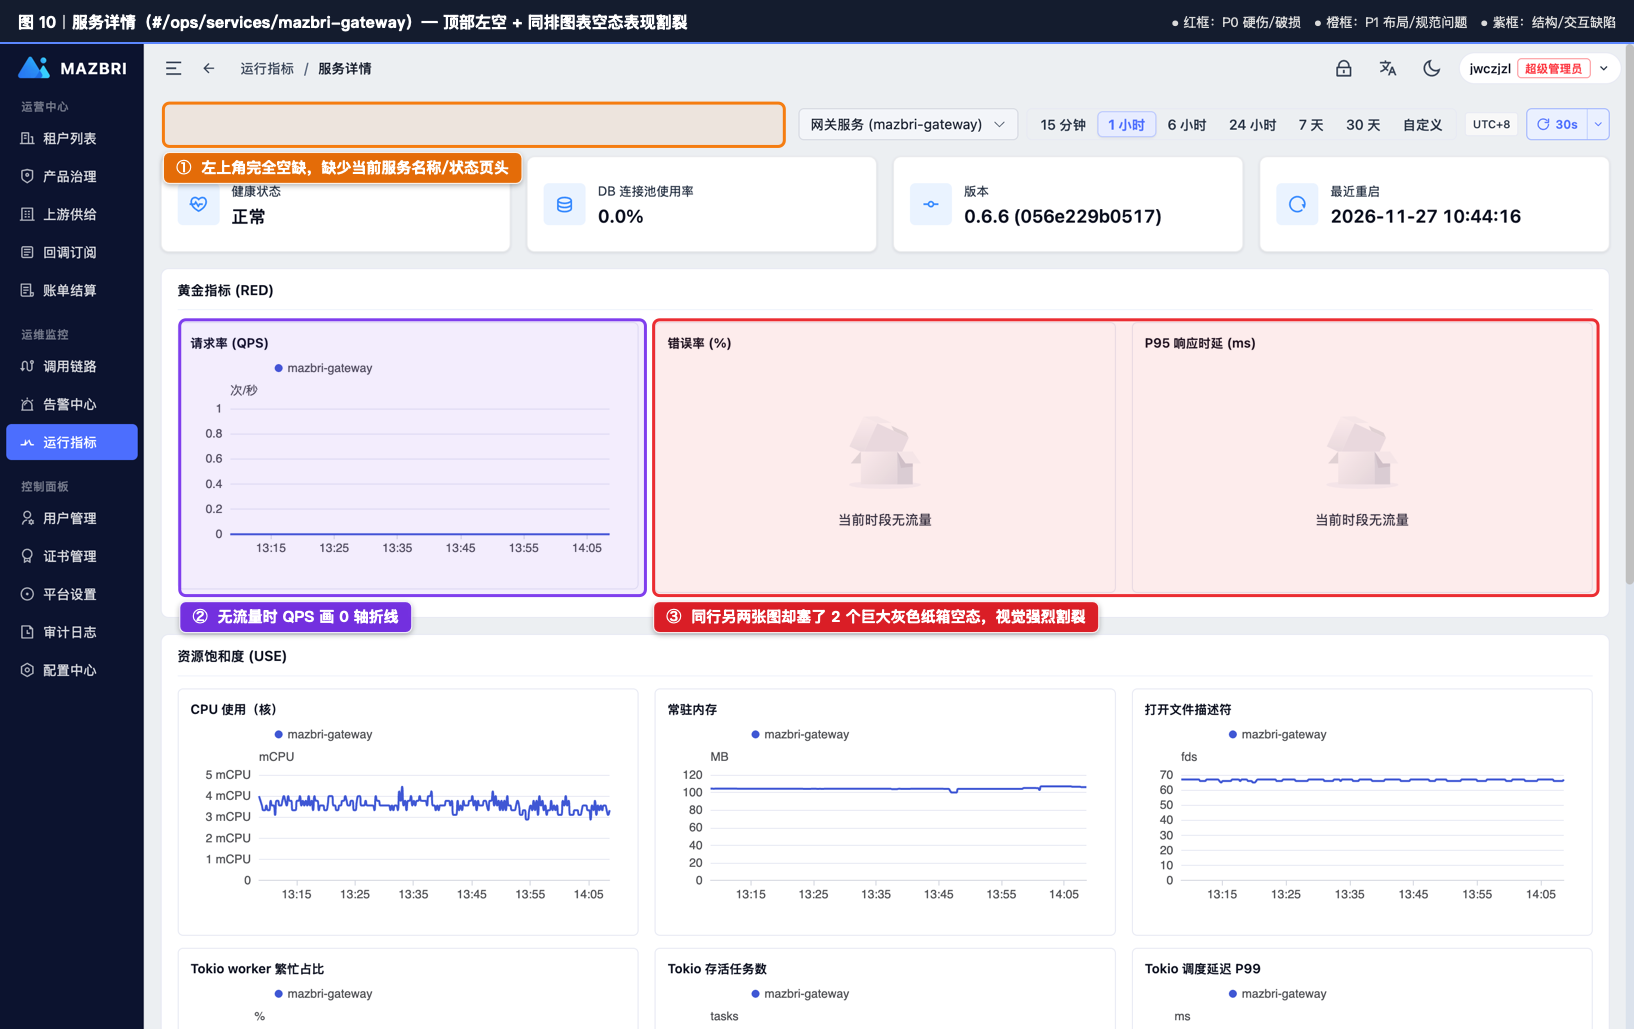 图 10｜服务详情（#/ops/services/mazbri-gateway）— 顶部左空 + 同排图表空态表现割裂
● 红框：P0 硬伤/破损 ● 橙框：P1 布局/规范问题 ● 紫框：结构/交互缺陷
MAZBRI
运营中心
租户列表
产品治理
上游供给
回调订阅
账单结算
运维监控
调用链路
告警中心
运行指标
控制面板
用户管理
证书管理
平台设置
审计日志
配置中心
运行指标 / 服务详情
jwczjzl 超级管理员
网关服务 (mazbri-gateway)
15 分钟 1 小时 6 小时 24 小时 7 天 30 天 自定义
UTC+8
30s
① 左上角完全空缺，缺少当前服务名称/状态页头
健康状态
正常
DB 连接池使用率
0.0%
版本
0.6.6 (056e229b0517)
最近重启
2026-11-27 10:44:16
黄金指标 (RED)
请求率 (QPS)
mazbri-gateway
次/秒
1
0.8
0.6
0.4
0.2
0
13:15 13:25 13:35 13:45 13:55 14:05
错误率 (%)
当前时段无流量
P95 响应时延 (ms)
当前时段无流量
② 无流量时 QPS 画 0 轴折线
③ 同行另两张图却塞了 2 个巨大灰色纸箱空态，视觉强烈割裂
资源饱和度 (USE)
CPU 使用（核）
mazbri-gateway
mCPU
5 mCPU
4 mCPU
3 mCPU
2 mCPU
1 mCPU
0
13:15 13:25 13:35 13:45 13:55 14:05
常驻内存
mazbri-gateway
MB
120
100
80
60
40
20
0
13:15 13:25 13:35 13:45 13:55 14:05
打开文件描述符
mazbri-gateway
fds
70
60
50
40
30
20
10
0
13:15 13:25 13:35 13:45 13:55 14:05
Tokio worker 繁忙占比
mazbri-gateway
%
Tokio 存活任务数
mazbri-gateway
tasks
Tokio 调度延迟 P99
mazbri-gateway
ms